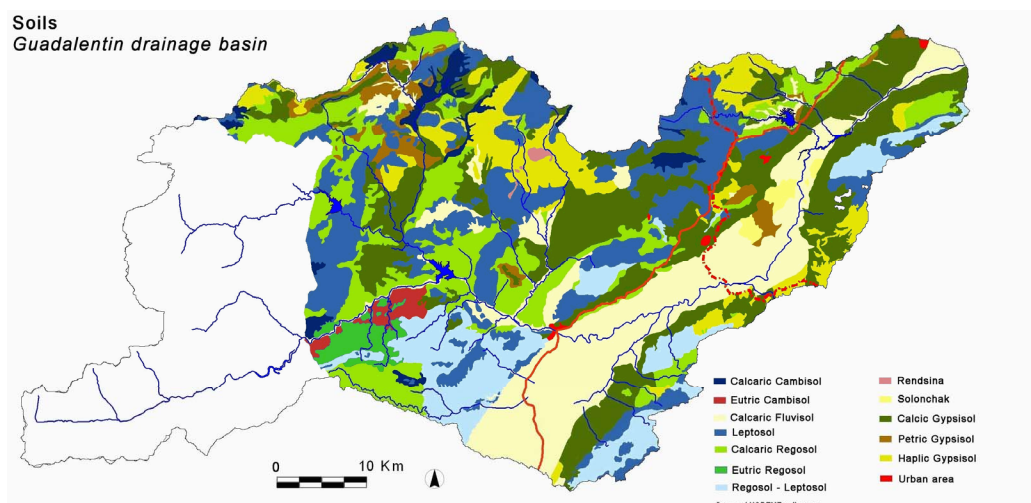 Soils
Guadalentin drainage basin
Calcaric Cambisol
Eutric Cambisol
Calcaric Fluvisol
Leptosol
Calcaric Regosol
Eutric Regosol
Regosol - Leptosol
Rendsina
Solonchak
Calcic Gypsisol
Petric Gypsisol
Haplic Gypsisol
Urban area
0 10 Km